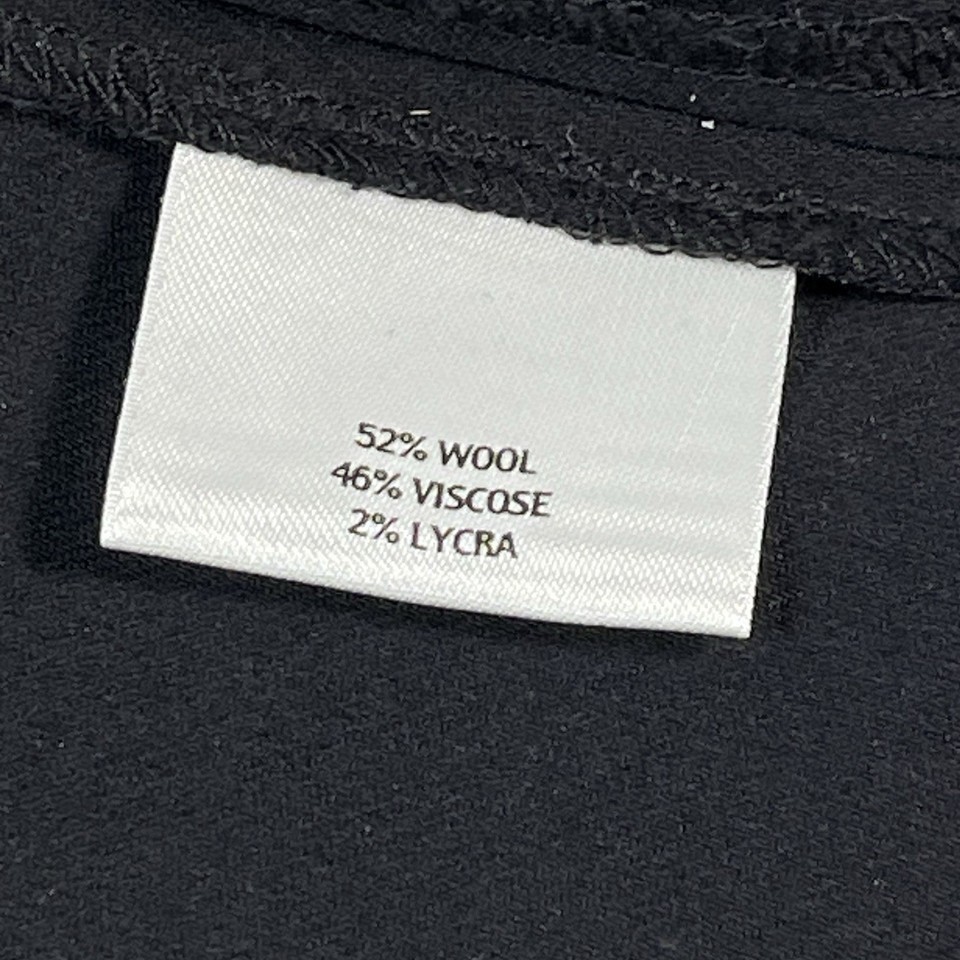 52% WOOL
46% VISCOSE
2% LYCRA